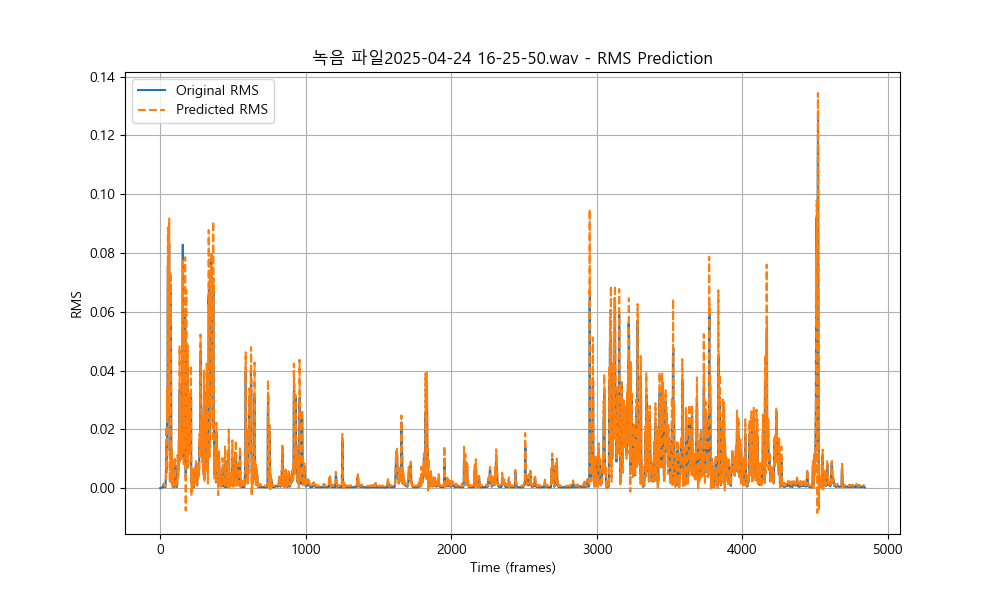 녹음 파일2025-04-24 16-25-50.wav - RMS Prediction
Original RMS
Predicted RMS
RMS
0.14
0.12
0.10
0.08
0.06
0.04
0.02
0.00
0 1000 2000 3000 4000 5000
Time (frames)